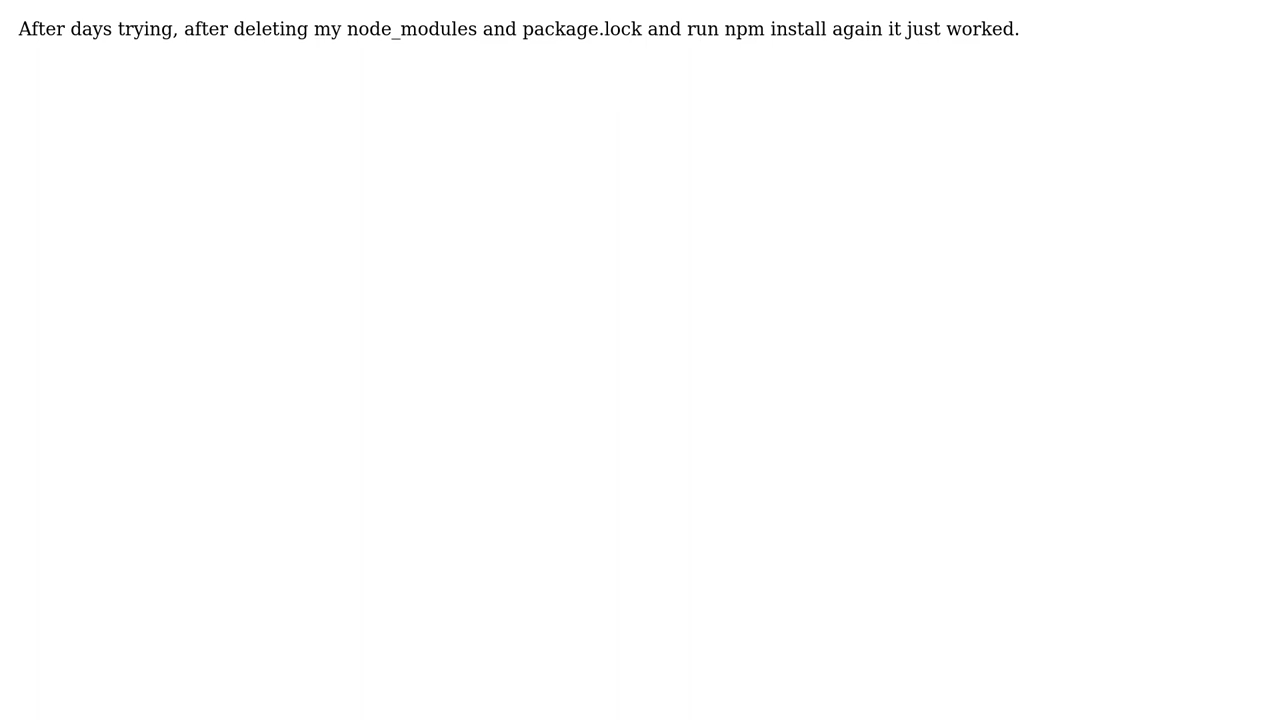 After days trying, after deleting my node_modules and package.lock and run npm install again it just worked.